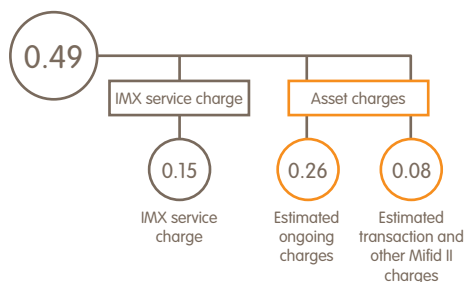 0.49
IMX service charge
Asset charges
0.15
0.26
0.08
IMX service
charge
Estimated
ongoing
charges
Estimated
transaction and
other Mifid II
charges